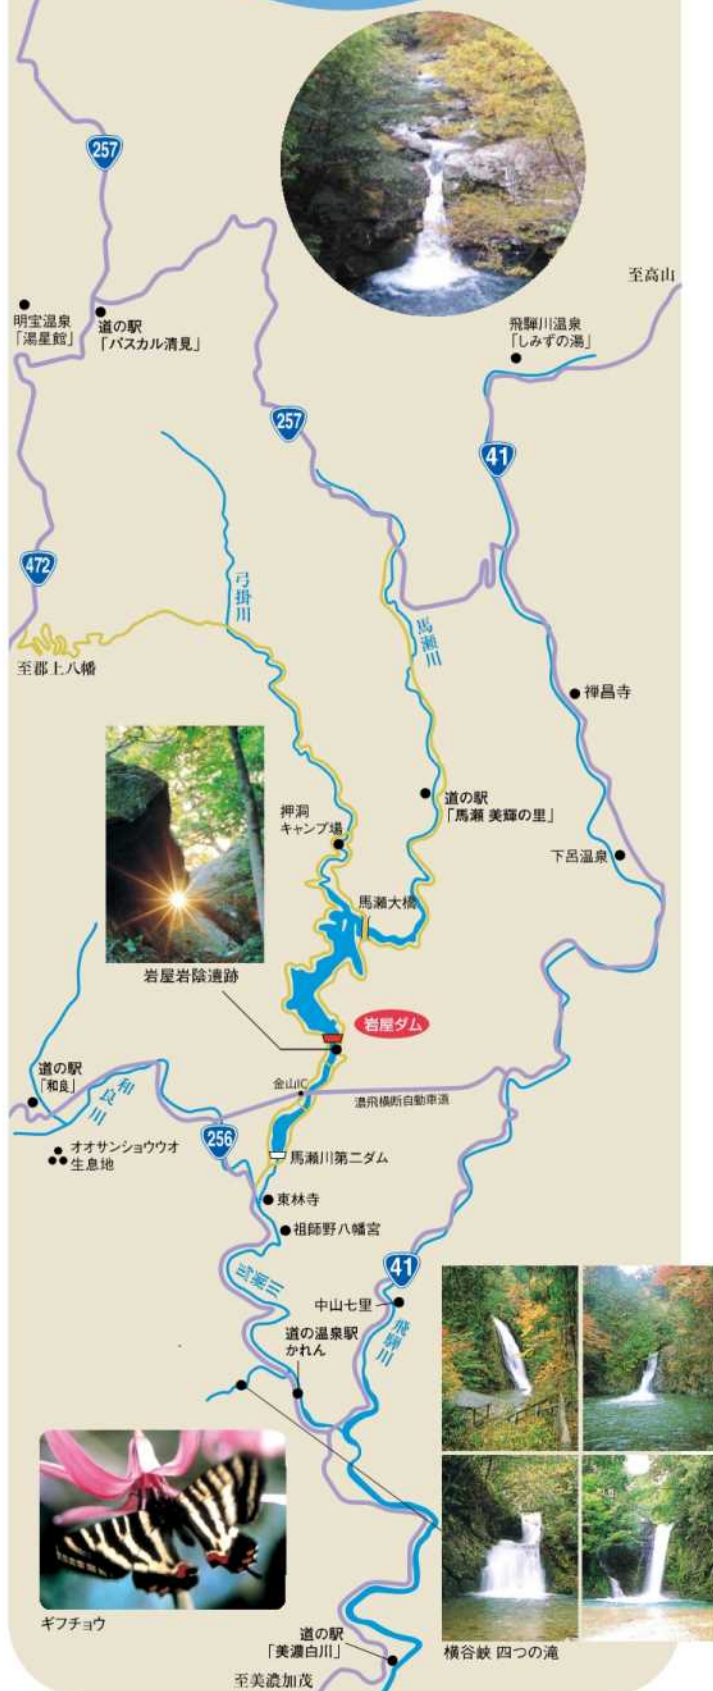 257
至高山
明宝温泉
「湯星館」
道の駅
「パスカル清見」
飛騨川温泉
「しみずの湯」
257
41
472
弓掛川
馬瀬川
至郡上八幡
禅昌寺
道の駅
「馬瀬 美輝の里」
押洞
キャンプ場
下呂温泉
馬瀬大橋
岩屋岩陰遺跡
岩屋ダム
道の駅
「和良」
和良川
金山IC
濃飛横断自動車道
256
オオサンショウウオ
生息地
馬瀬川第二ダム
東林寺
祖師野八幡宮
馬瀬川
41
中山七里
飛騨川
道の温泉駅
かれん
ギフチョウ
道の駅
「美濃白川」
横谷峡 四つの滝
至美濃加茂